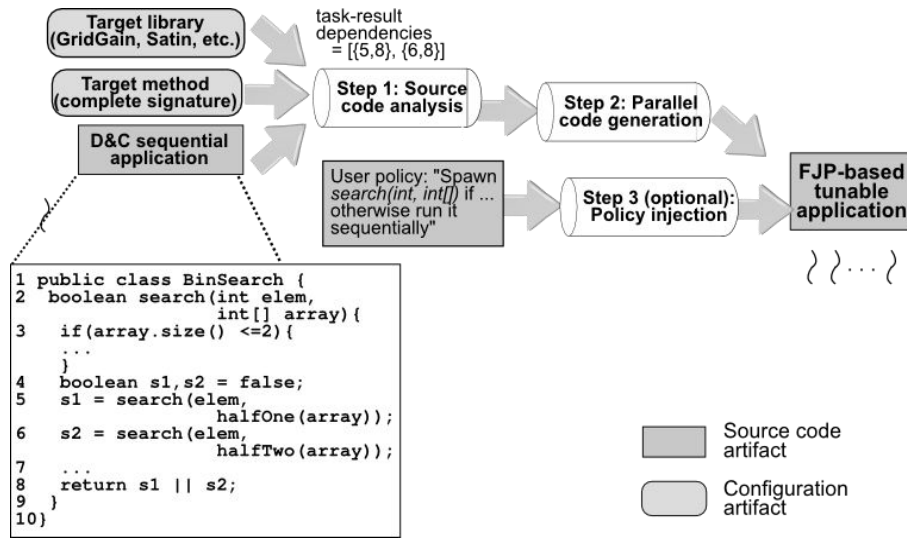 Target library
(GridGain, Satin, etc.)
task-result
dependencies
= [{5,8}, {6,8}]
Target method
(complete signature)
Step 1: Source
code analysis
Step 2: Parallel
code generation
D&C sequential
application
User policy: "Spawn
search(int, int[]) if ...
otherwise run it
sequentially"
Step 3 (optional):
Policy injection
FJP-based
tunable
application
1 public class BinSearch {
2 boolean search(int elem,
int[] array){
3 if(array.size() <=2){
...
}
4 boolean s1,s2 = false;
5 s1 = search(elem,
halfOne(array));
6 s2 = search(elem,
halfTwo(array));
7 ...
8 return s1 || s2;
9 }
10}
...
Source code
artifact
Configuration
artifact